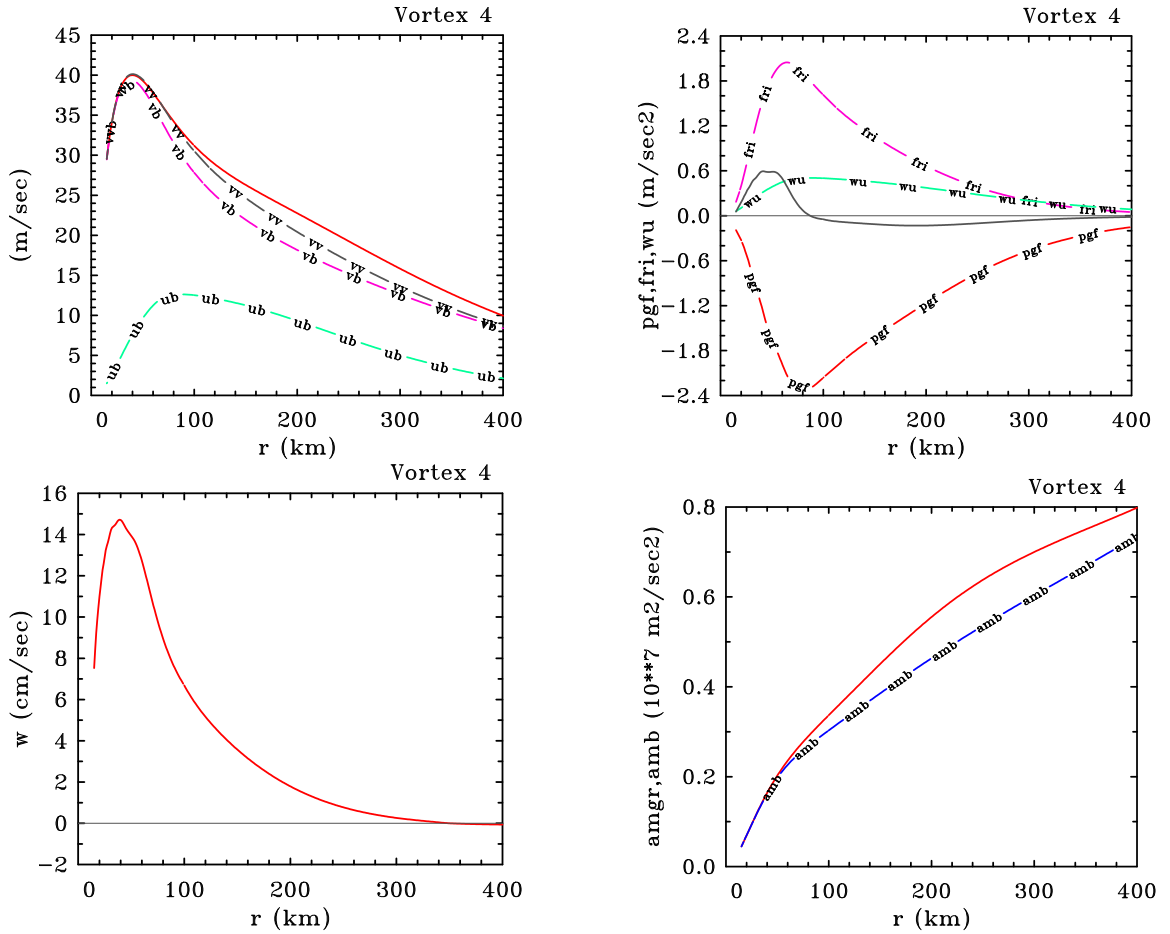 Vortex 4
45
40
35
30
25
20
15
10
5
0
(m/sec)
vvb
vb
vv
vb
vv
vb
vv
vb
vv
vb
vv
vb
vv
vb
vv
vb
vv
vb
vb
ub
ub
ub
ub
ub
ub
ub
ub
ub
ub
0 100 200 300 400
r (km)
Vortex 4
2.4
1.8
1.2
0.6
0.0
−0.6
−1.2
−1.8
−2.4
pgf,fri,wu (m/sec2)
fri
fri
fri
fri
fri
fri
fri
fri
wu
wu
wu
wu
wu
wu
wu
wu
pgf
pgf
pgf
pgf
pgf
pgf
pgf
pgf
0 100 200 300 400
r (km)
Vortex 4
16
14
12
10
8
6
4
2
0
−2
w (cm/sec)
0 100 200 300 400
r (km)
Vortex 4
0.8
0.6
0.4
0.2
0.0
amgr,amb (10**7 m2/sec2)
amb
amb
amb
amb
amb
amb
amb
amb
amb
0 100 200 300 400
r (km)